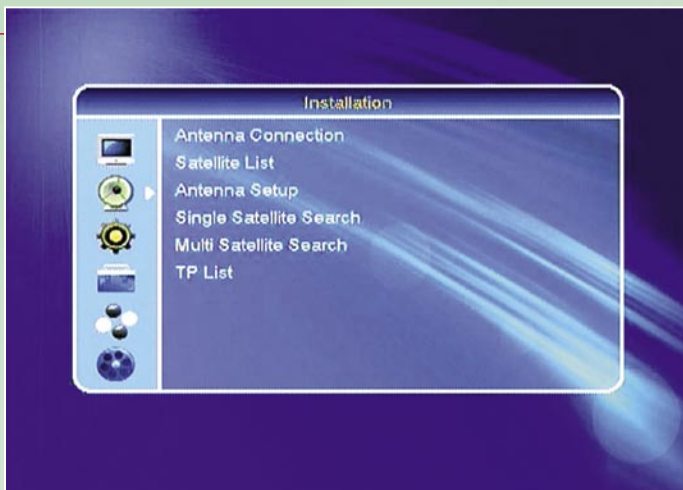 Installation
Antenna Connection
Satellite List
Antenna Setup
Single Satellite Search
Multi Satellite Search
TP List